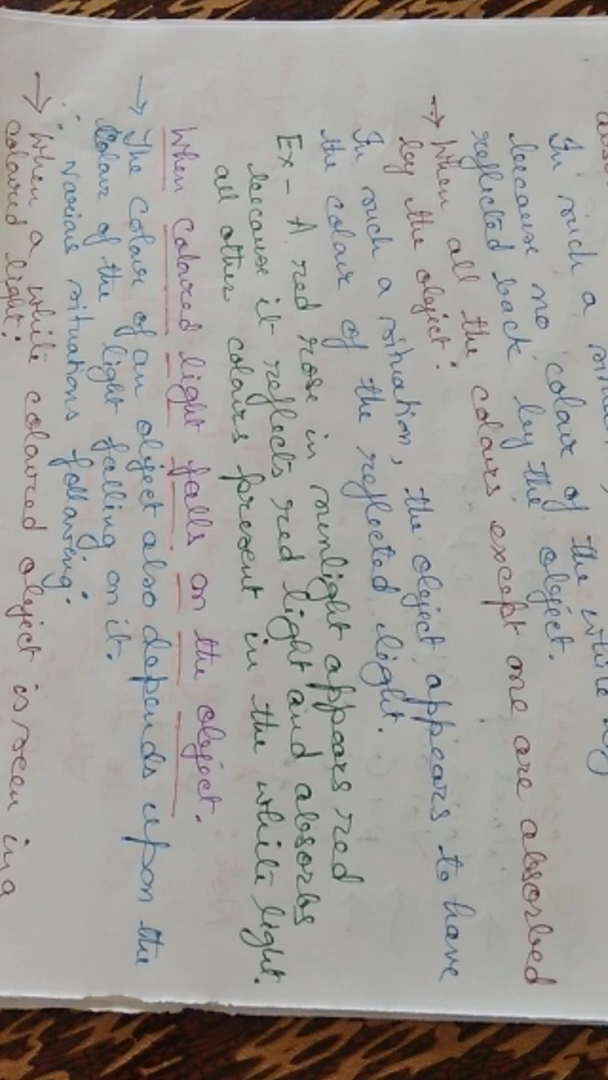 In such a
because no colour of the white
reflected back by the object.
→ When all the colours except one are absorbed
by the object:
In such a situation, the object appears to have
the colour of the reflected light.
Ex- A red rose in sunlight appears red
because it reflects red light and absorbs
all other colours present in the white light.
When coloured light falls on the object.
→ The colour of an object also depends upon the
colour of the light falling on it.
Various situations following:
→ When a white coloured object is seen in a
coloured light: